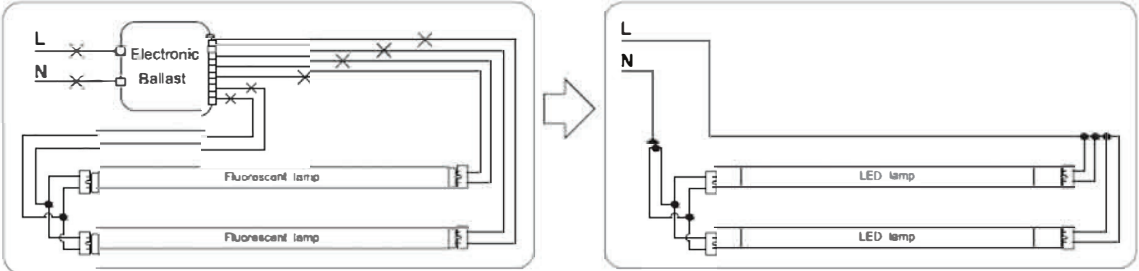 L
N
Electronic
Ballast
Fluorescent lamp
Fluorescent lamp
L
N
LED lamp
LED lamp